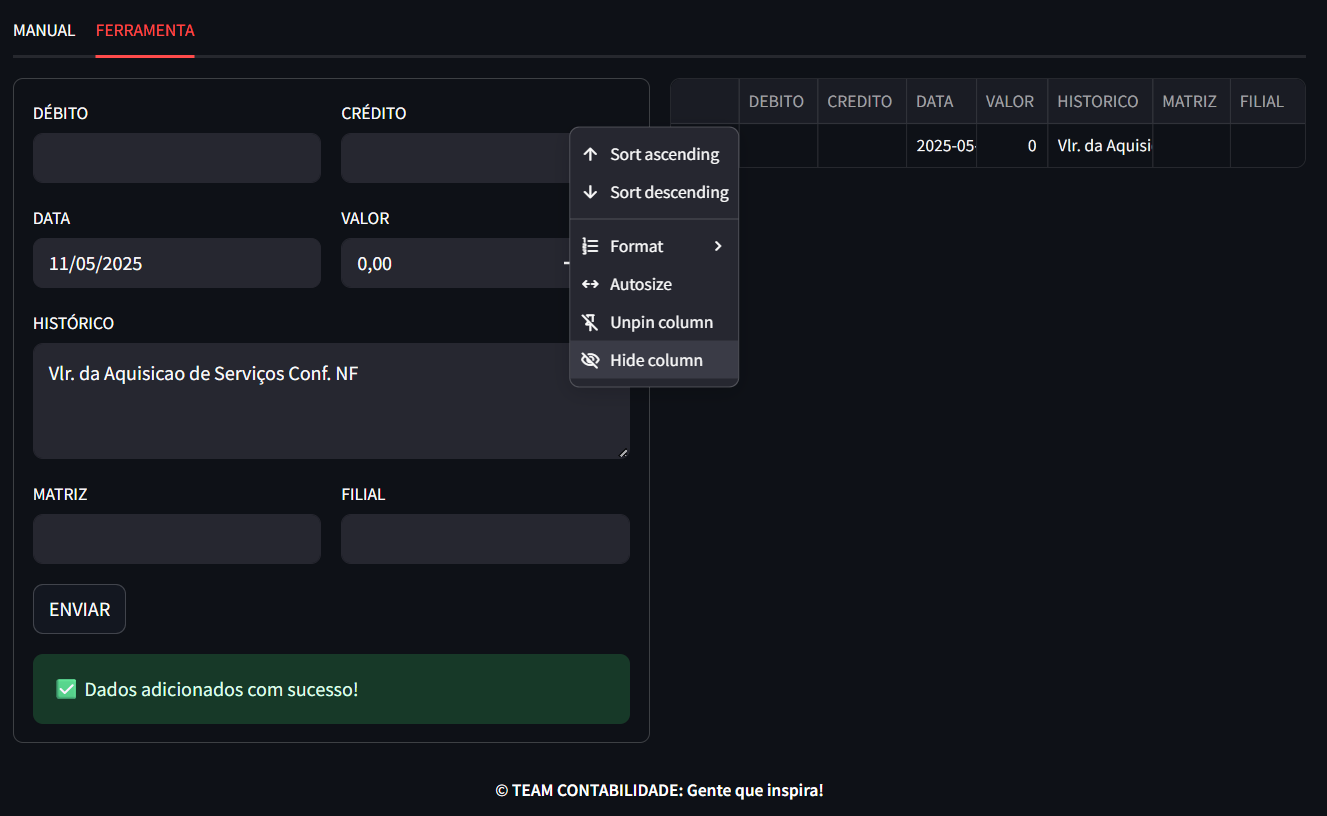 MANUAL FERRAMENTA
DÉBITO CRÉDITO
DATA VALOR
11/05/2025 0,00
HISTÓRICO
Vlr. da Aquisicao de Serviços Conf. NF
MATRIZ FILIAL
ENVIAR
✅ Dados adicionados com sucesso!
Sort ascending
Sort descending
Format
Autosize
Unpin column
Hide column
DEBITO CREDITO DATA VALOR HISTORICO MATRIZ FILIAL
2025-05- 0 Vlr. da Aquisi
© TEAM CONTABILIDADE: Gente que inspira!